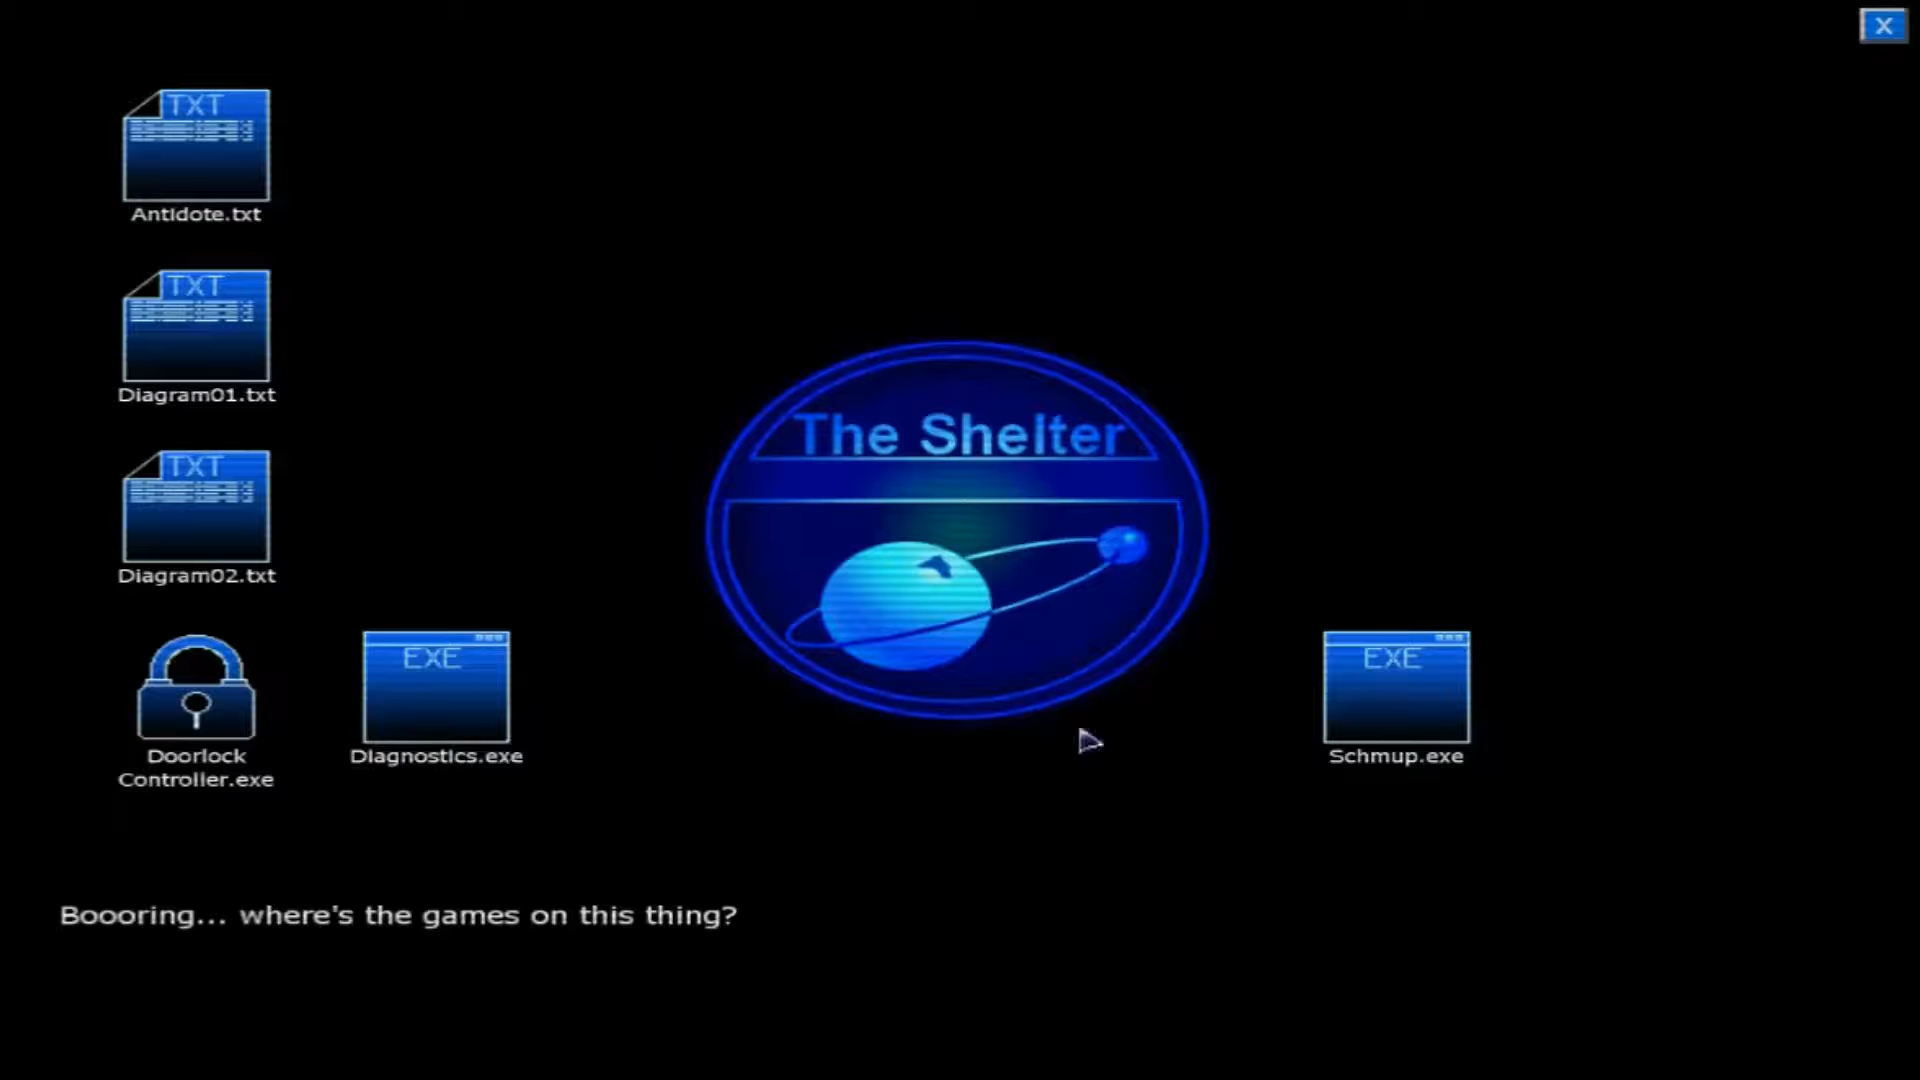 X
TXT
Antidote.txt
TXT
Diagram01.txt
TXT
Diagram02.txt
The Shelter
Doorlock
Controller.exe
EXE
Diagnostics.exe
EXE
Schmup.exe
Boooring... where's the games on this thing?